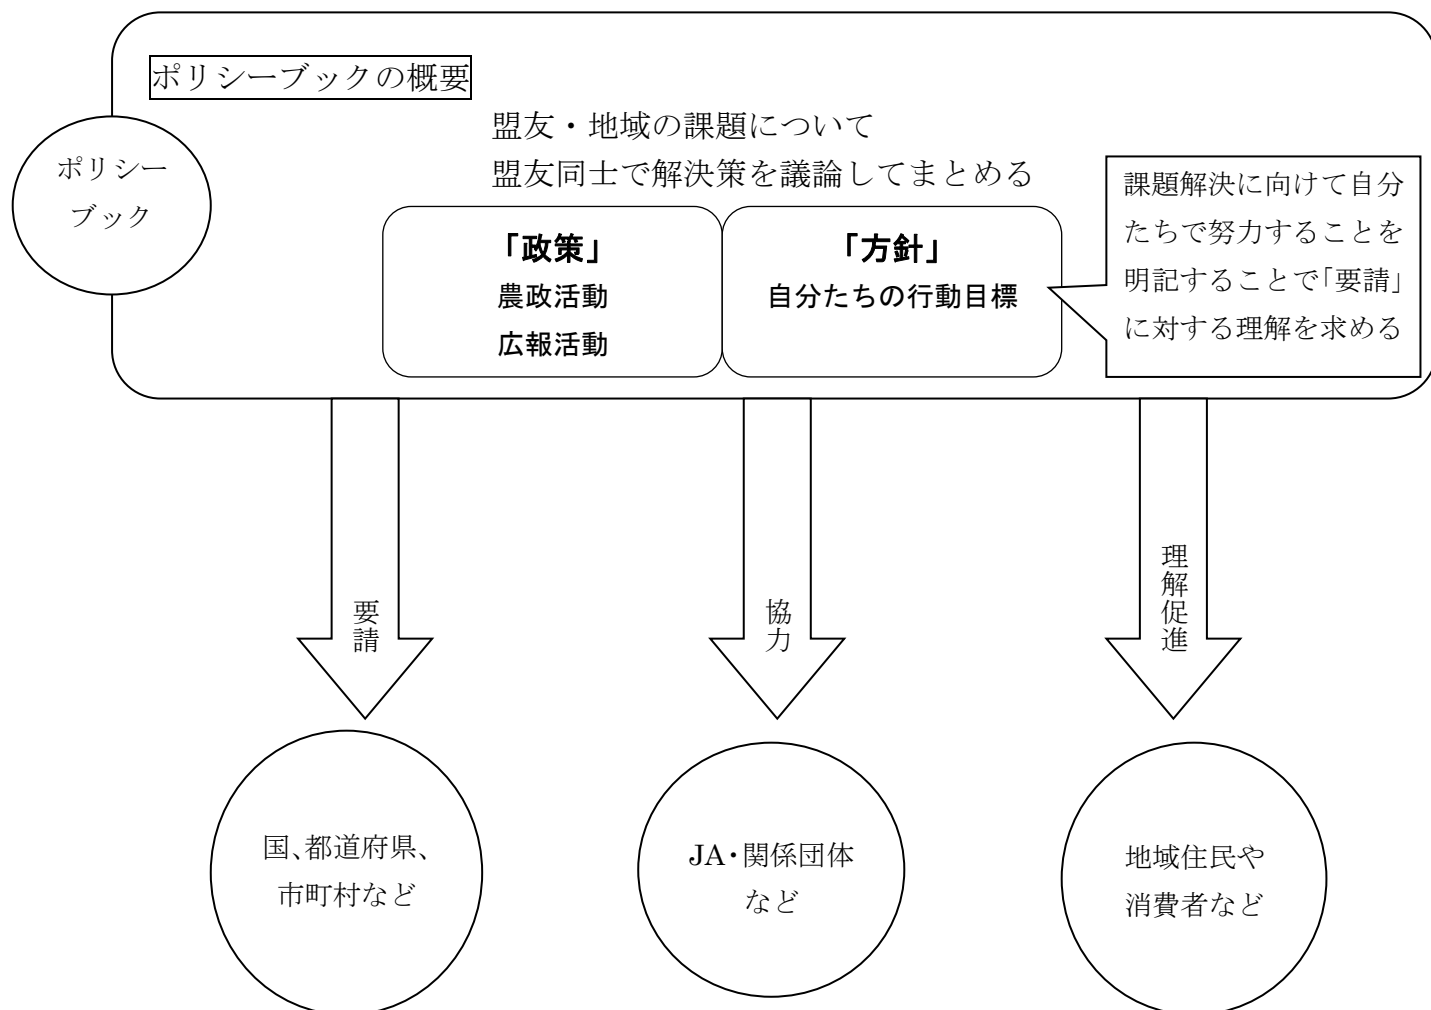 ポリシーブックの概要
盟友・地域の課題について
盟友同士で解決策を議論してまとめる
ポリシー
ブック
「政策」
農政活動
広報活動
「方針」
自分たちの行動目標
課題解決に向けて自分
たちで努力することを
明記することで「要請」
に対する理解を求める
要請
協力
理解促進
国、都道府県、
市町村など
JA・関係団体
など
地域住民や
消費者など